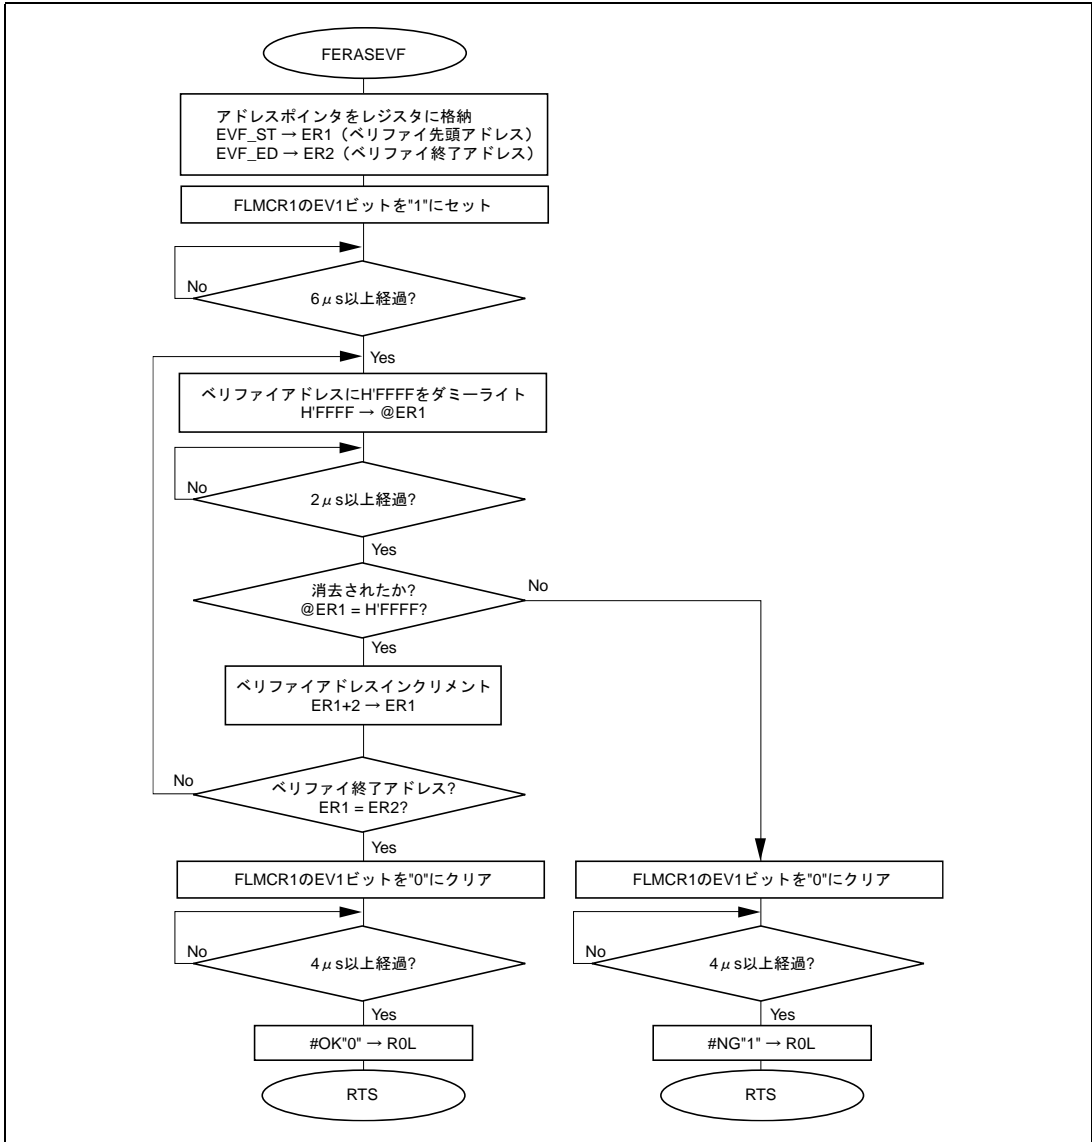 FERASEVF
アドレスポインタをレジスタに格納
EVF_ST → ER1（ベリファイ先頭アドレス）
EVF_ED → ER2（ベリファイ終了アドレス）
FLMCR1のEV1ビットを"1"にセット
No
6μs以上経過?
Yes
ベリファイアドレスにH'FFFFをダミーライト
H'FFFF → @ER1
No
2μs以上経過?
Yes
消去されたか?
@ER1 = H'FFFF?
No
Yes
ベリファイアドレスインクリメント
ER1+2 → ER1
No
ベリファイ終了アドレス?
ER1 = ER2?
Yes
FLMCR1のEV1ビットを"0"にクリア
No
4μs以上経過?
Yes
#OK"0" → R0L
RTS
FLMCR1のEV1ビットを"0"にクリア
No
4μs以上経過?
Yes
#NG"1" → R0L
RTS